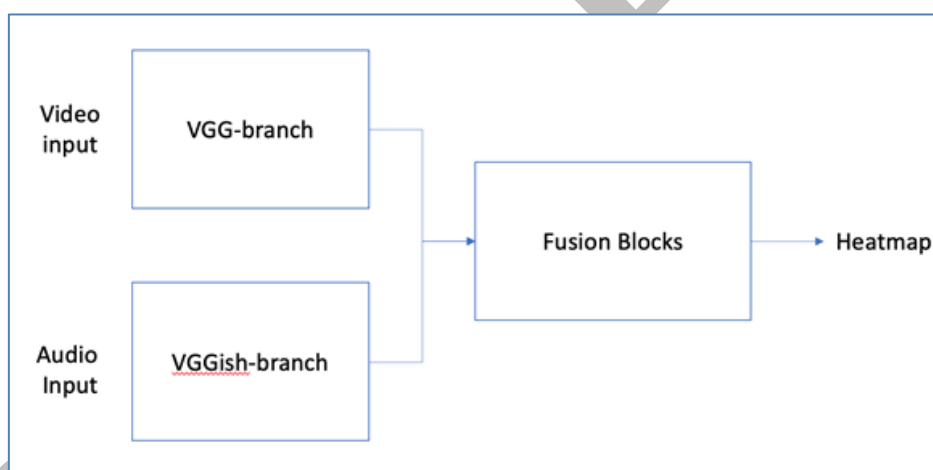 Video
input
VGG-branch
Fusion Blocks
Heatmap
Audio
Input
VGGish-branch